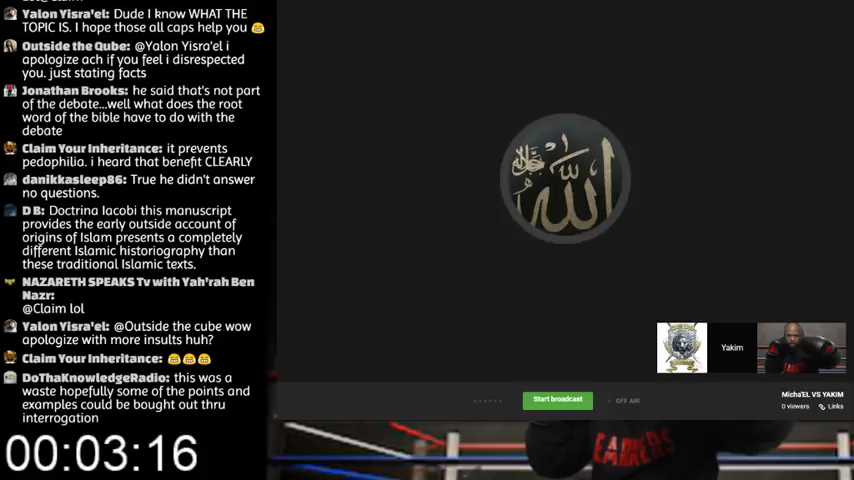 Yalon Yisra'el: Dude I know WHAT THE
TOPIC IS. I hope those all caps help you 😂
Outside the Qube: @Yalon Yisra'el i
apologize ach if you feel i disrespected
you. just stating facts
Jonathan Brooks: he said that's not part
of the debate...well what does the root
word of the bible have to do with the
debate
Claim Your Inheritance: it prevents
pedophilia. i heard that benefit CLEARLY
danikkasleep86: True he didn't answer
no questions.
D B: Doctrina Iacobi this manuscript
provides the early outside account of
origins of Islam presents a completely
different Islamic historiography than
these traditional Islamic texts.
NAZARETH SPEAKS Tv with Yah'rah Ben
Nazr:
@Claim lol
Yalon Yisra'el: @Outside the cube wow
apologize with more insults huh?
Claim Your Inheritance: 😂😂😂
DoThaKnowledgeRadio: this was a
waste hopefully some of the points and
examples could be bought out thru
interrogation
00:03:16
الله
جل جلاله
Yakim
Start broadcast
OFF AIR
Micha'EL VS YAKIM
0 viewers
Links